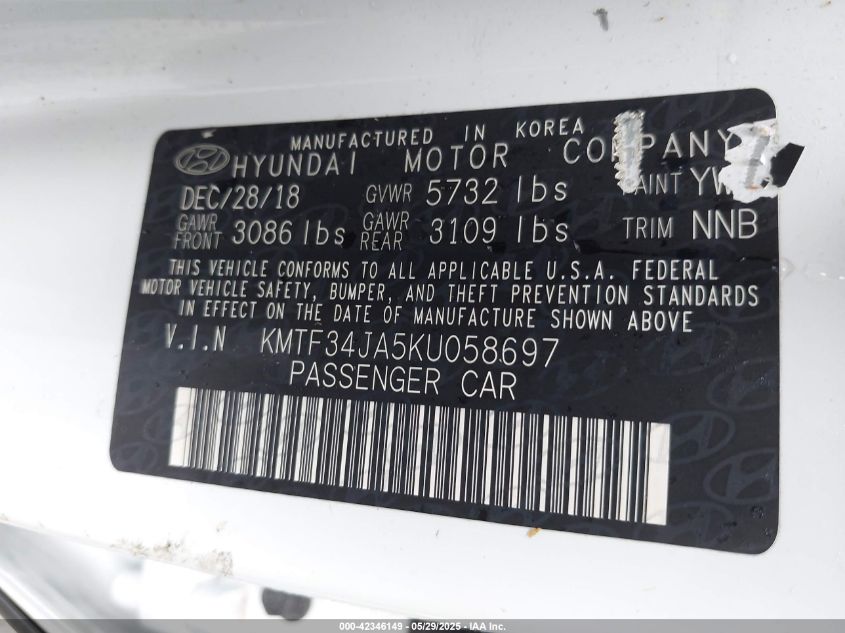 MANUFACTURED IN KOREA
HYUNDAI MOTOR COMPANY
DEC/28/18 GVWR 5732 lbs PAINT
GAWR FRONT 3086 lbs GAWR REAR 3109 lbs TRIM NNB
THIS VEHICLE CONFORMS TO ALL APPLICABLE U.S.A. FEDERAL
MOTOR VEHICLE SAFETY, BUMPER, AND THEFT PREVENTION STANDARDS
IN EFFECT ON THE DATE OF MANUFACTURE SHOWN ABOVE
V.I.N KMTF34JA5KU058697
PASSENGER CAR
000-42346149 - 05/29/2025 - IAA Inc.